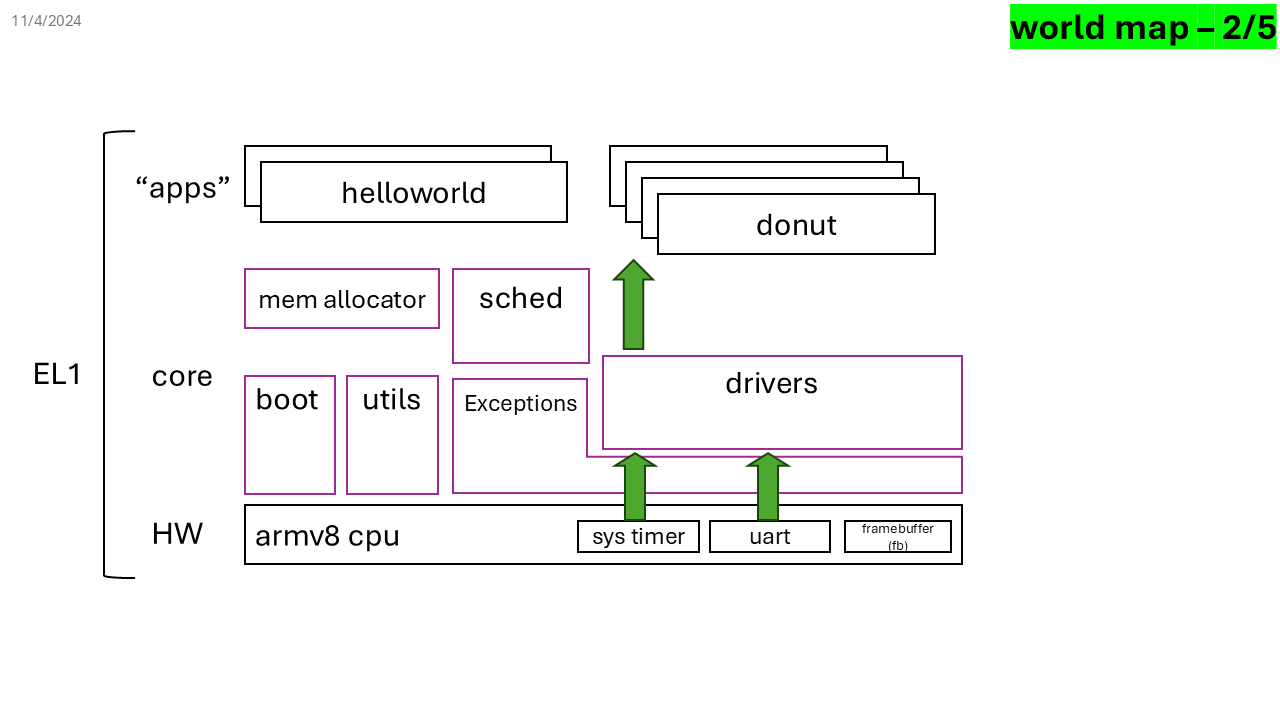 11/4/2024
world map – 2/5
“apps”
helloworld
donut
mem allocator
sched
EL1
core
drivers
boot
utils
Exceptions
HW
armv8 cpu
sys timer
uart
framebuffer
(fb)